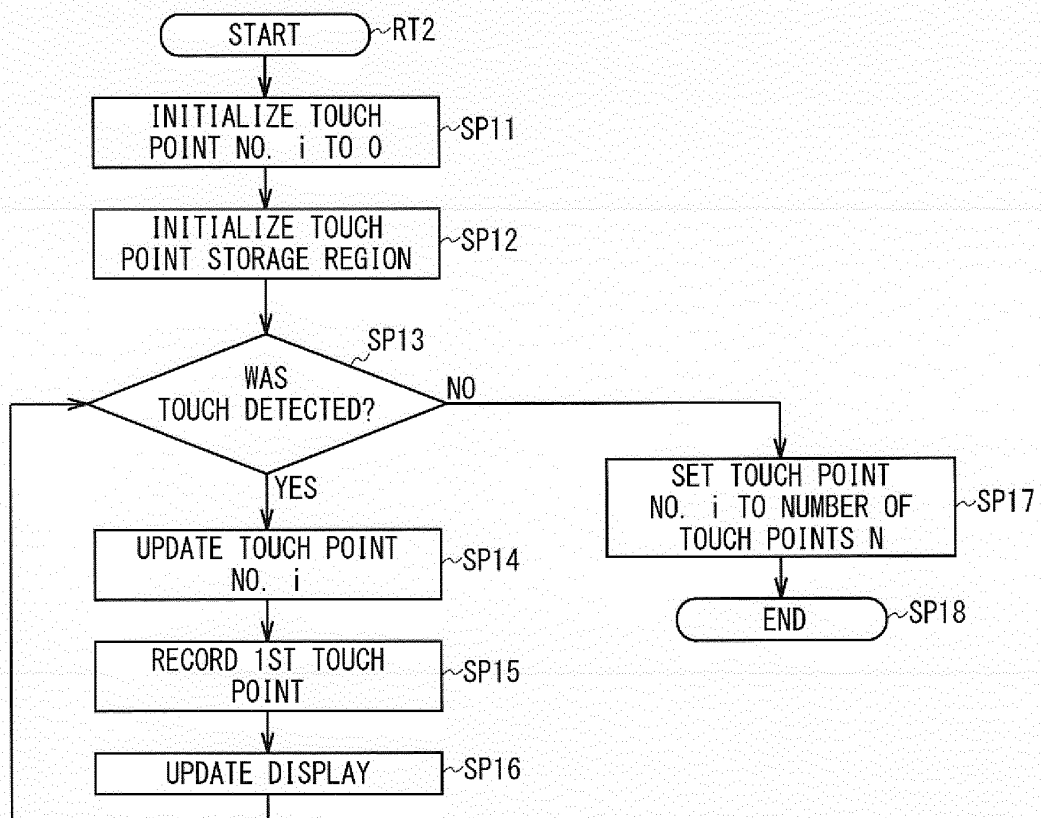 START
RT2
INITIALIZE TOUCH
POINT NO. i TO 0
SP11
INITIALIZE TOUCH
POINT STORAGE REGION
SP12
SP13
WAS
TOUCH DETECTED?
NO
YES
UPDATE TOUCH POINT
NO. i
SP14
RECORD 1ST TOUCH
POINT
SP15
UPDATE DISPLAY
SP16
SET TOUCH POINT
NO. i TO NUMBER OF
TOUCH POINTS N
SP17
END
SP18